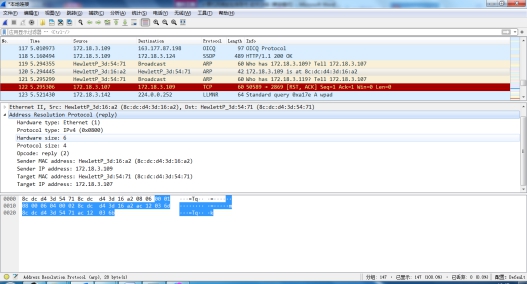 *本地连接
文件(F) 编辑(E) 视图(V) 跳转(G) 捕获(C) 分析(A) 统计(S) 电话(Y) 无线(W) 工具(T) 帮助(H)
No. Time Source Destination Protocol Length Info
117 5.010973 172.18.3.109 163.177.87.198 OICQ 97 OICQ Protocol
118 5.160494 172.18.3.109 172.18.3.124 SSDP 489 HTTP/1.1 200 OK
119 5.294355 HewlettP_3d:54:71 Broadcast ARP 60 Who has 172.18.3.109? Tell 172.18.3.107
120 5.294445 HewlettP_3d:16:a2 HewlettP_3d:54:71 ARP 42 172.18.3.109 is at 8c:dc:d4:3d:16:a2
121 5.295299 HewlettP_3d:54:71 Broadcast ARP 60 Who has 172.18.3.119? Tell 172.18.3.107
122 5.295306 172.18.3.107 172.18.3.109 TCP 60 50589 → 2869 [RST, ACK] Seq=1 Ack=1 Win=0 Len=0
123 5.521430 172.18.3.142 224.0.0.252 LLMNR 64 Standard query 0xa17e A wpad
Ethernet II, Src: HewlettP_3d:16:a2 (8c:dc:d4:3d:16:a2), Dst: HewlettP_3d:54:71 (8c:dc:d4:3d:54:71)
Address Resolution Protocol (reply)
Hardware type: Ethernet (1)
Protocol type: IPv4 (0x0800)
Hardware size: 6
Protocol size: 4
Opcode: reply (2)
Sender MAC address: HewlettP_3d:16:a2 (8c:dc:d4:3d:16:a2)
Sender IP address: 172.18.3.109
Target MAC address: HewlettP_3d:54:71 (8c:dc:d4:3d:54:71)
Target IP address: 172.18.3.107
0000 8c dc d4 3d 54 71 8c dc d4 3d 16 a2 08 06 00 01
0010 08 00 06 04 00 02 8c dc d4 3d 16 a2 ac 12 03 6d
0020 8c dc d4 3d 54 71 ac 12 03 6b
Address Resolution Protocol (arp), 28 byte(s)
分组: 147 · 已显示: 147 (100.0%) · 已丢弃: 0 (0.0%) 配置: Default